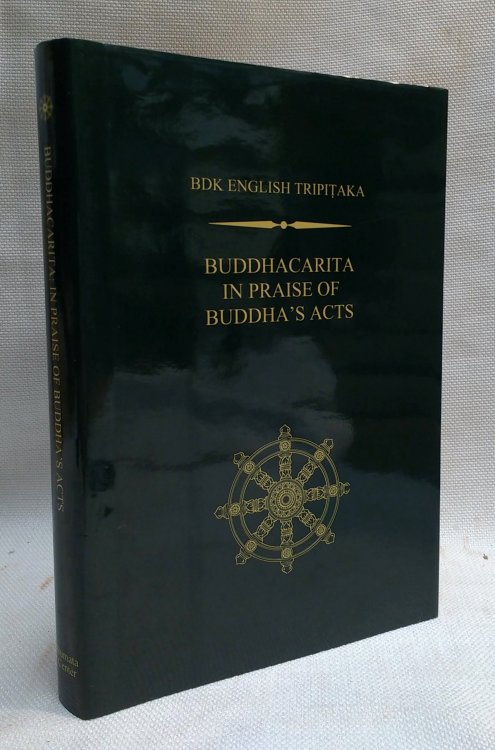 BDK ENGLISH TRIPIṬAKA
BUDDHACARITA
IN PRAISE OF
BUDDHA'S ACTS
BUDDHACARITA: IN PRAISE OF BUDDHA'S ACTS